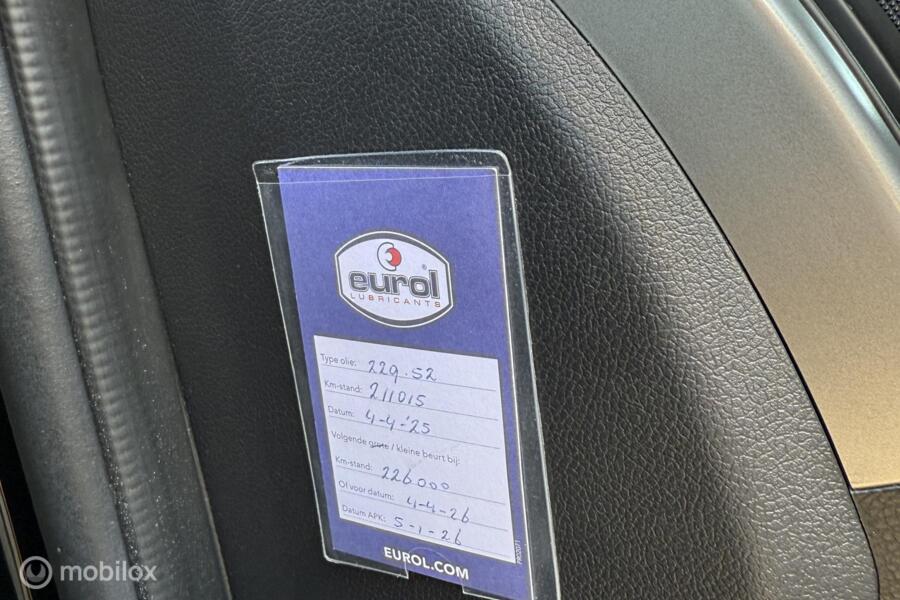 eurol®
LUBRICANTS
Type olie: 229.52
Km-stand: 211015
Datum: 4-4-'25
Volgende grote / kleine beurt bij:
Km-stand: 226000
Of voor datum: 4-4-26
Datum APK: 5-1-26
EUROL.COM
mobilox